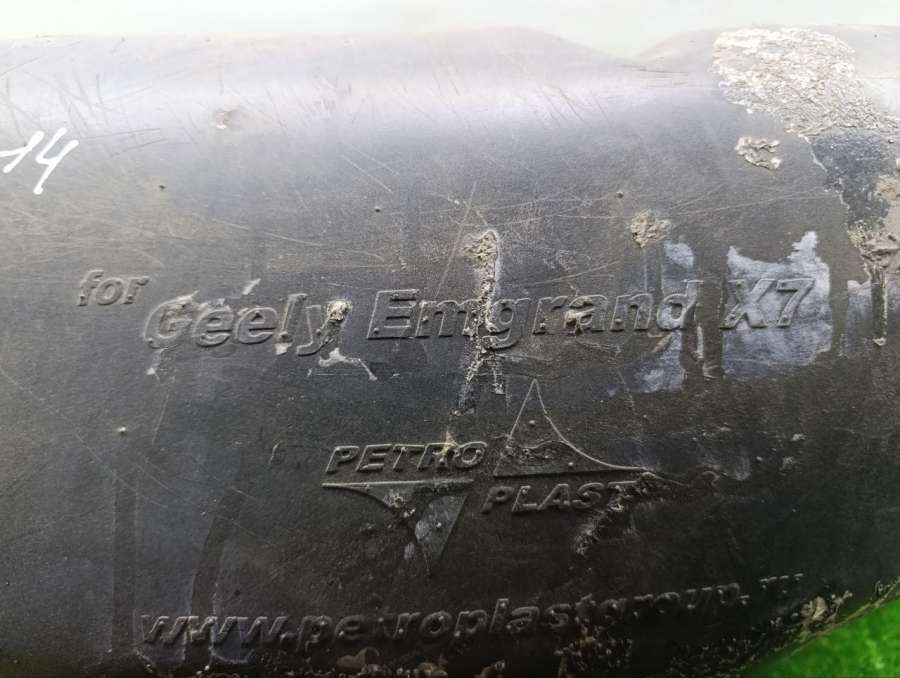 14
for Geely Emgrand X7
PETRO
PLAST
www.petroplastgroup.ru